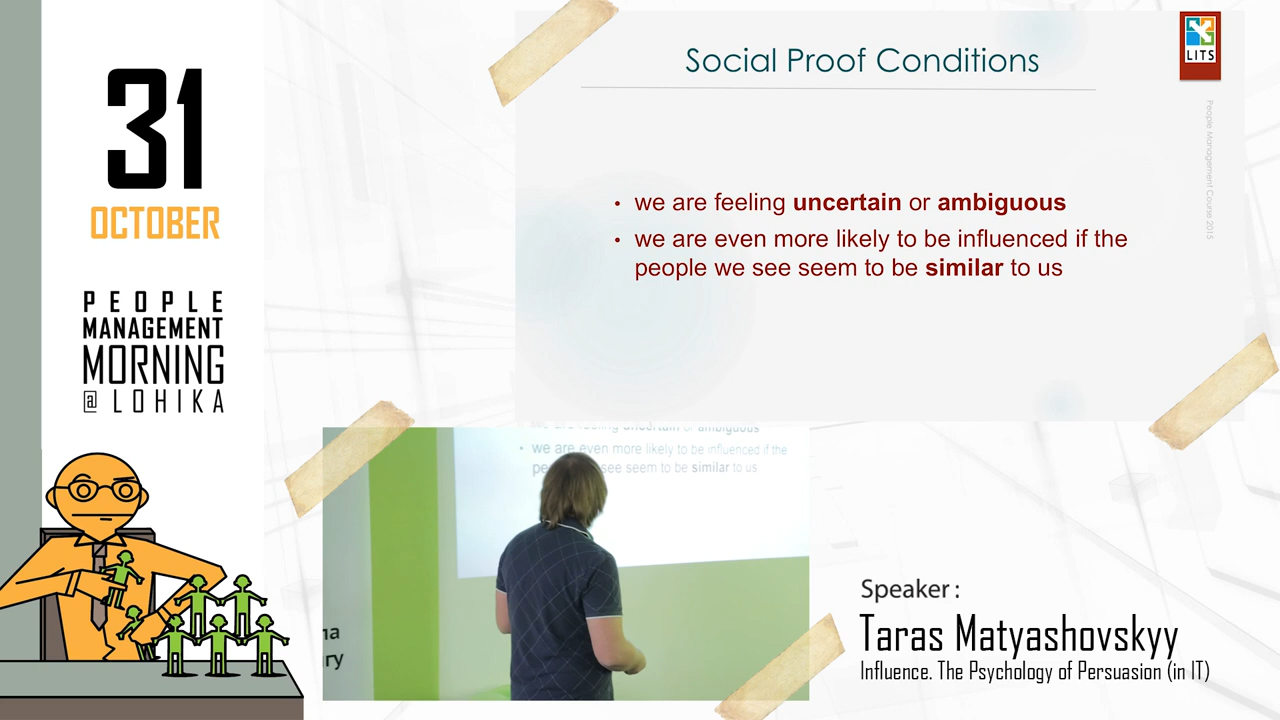 31
OCTOBER
PEOPLE
MANAGEMENT
MORNING
@ LOHIKA
Social Proof Conditions
LITS
People Management Course 2015
• we are feeling uncertain or ambiguous
• we are even more likely to be influenced if the
people we see seem to be similar to us
we are feeling uncertain or ambiguous
• we are even more likely to be influenced if the
see seem to be similar to us
na
ry
Speaker :
Taras Matyashovskyy
Influence. The Psychology of Persuasion (in IT)